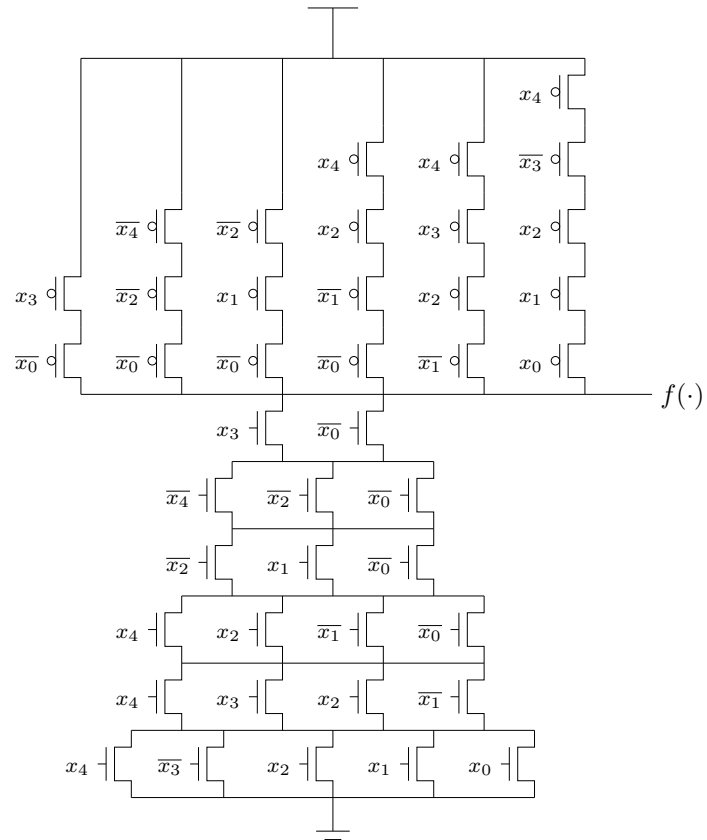 x₄
x₄ x₄ x̅₃
x̅₄ x̅₂ x₂ x₃ x₂
x₃ x̅₂ x₁ x̅₁ x₂ x₁
x̅₀ x̅₀ x̅₀ x̅₀ x̅₁ x₀
f(·)
x₃ x̅₀
x̅₄ x̅₂ x̅₀
x̅₂ x₁ x̅₀
x₄ x₂ x̅₁ x̅₀
x₄ x₃ x₂ x̅₁
x₄ x̅₃ x₂ x₁ x₀